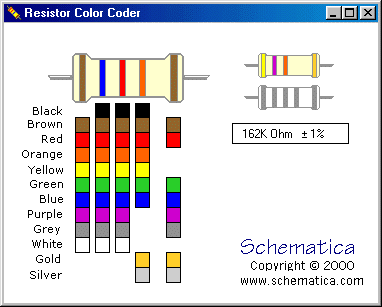 Resistor Color Coder
Black
Brown
Red
Orange
Yellow
Green
Blue
Purple
Grey
White
Gold
Silver
162K Ohm ± 1%
Schematica
Copyright © 2000
www.schematica.com